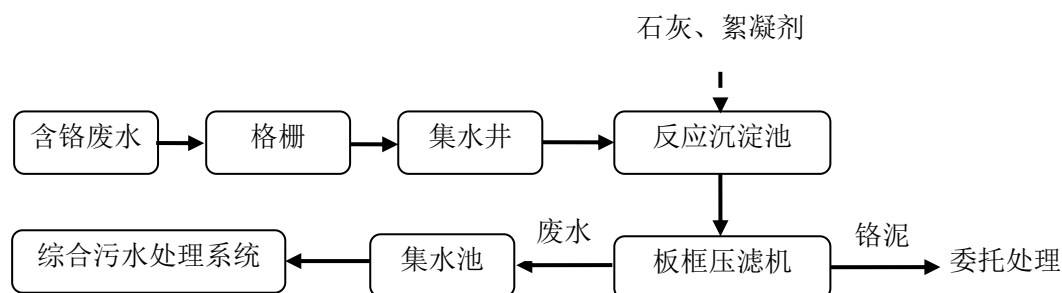 石灰、絮凝剂
含铬废水
格栅
集水井
反应沉淀池
综合污水处理系统
集水池
废水
板框压滤机
铬泥
委托处理